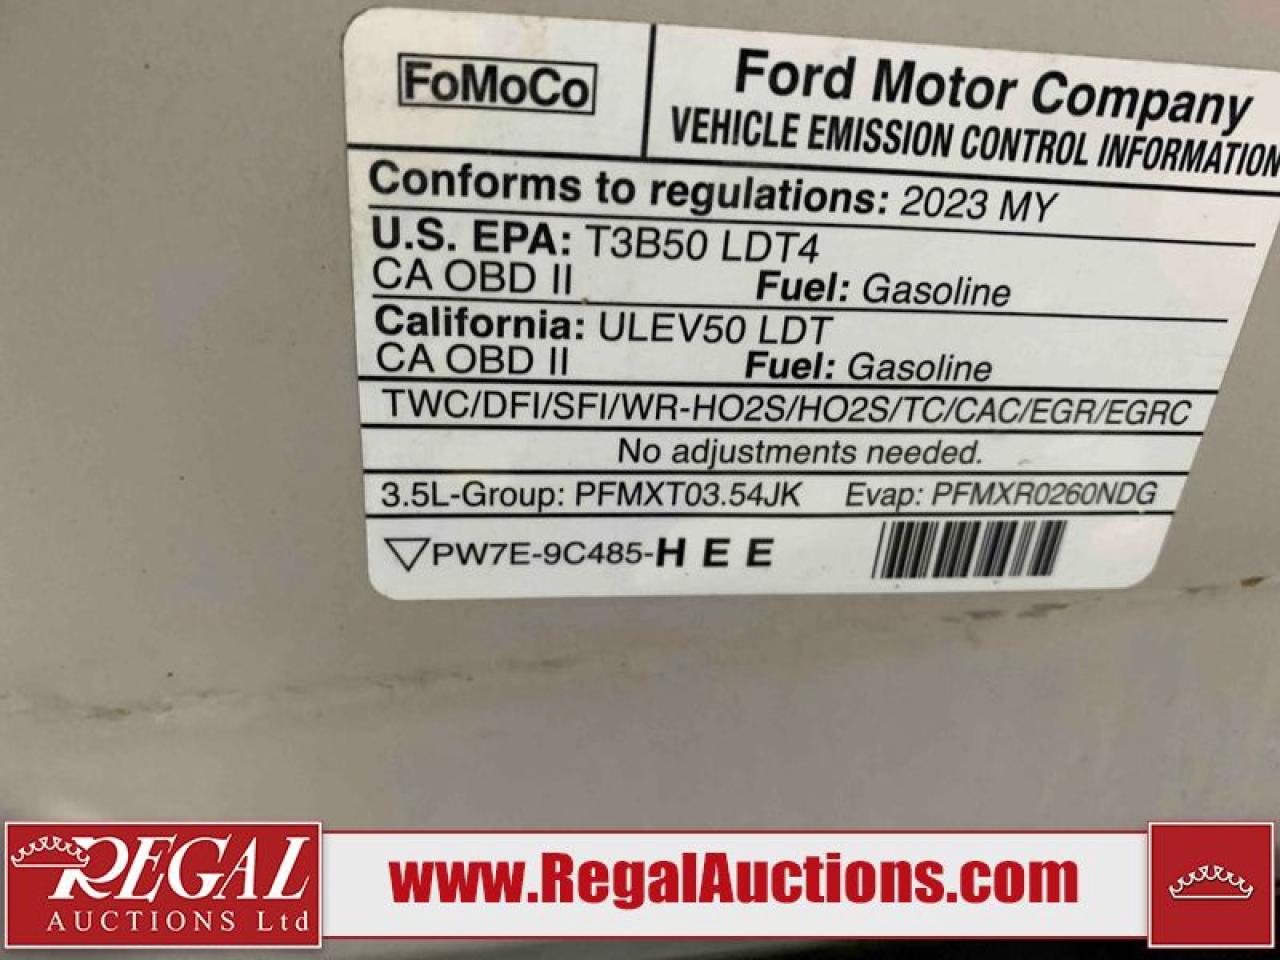 FoMoCo
Ford Motor Company
VEHICLE EMISSION CONTROL INFORMATION
Conforms to regulations: 2023 MY
U.S. EPA: T3B50 LDT4
CA OBD II Fuel: Gasoline
California: ULEV50 LDT
CA OBD II Fuel: Gasoline
TWC/DFI/SFI/WR-HO2S/HO2S/TC/CAC/EGR/EGRC
No adjustments needed.
3.5L-Group: PFMXT03.54JK Evap: PFMXR0260NDG
PW7E-9C485-HEE
REGAL
AUCTIONS Ltd
www.RegalAuctions.com